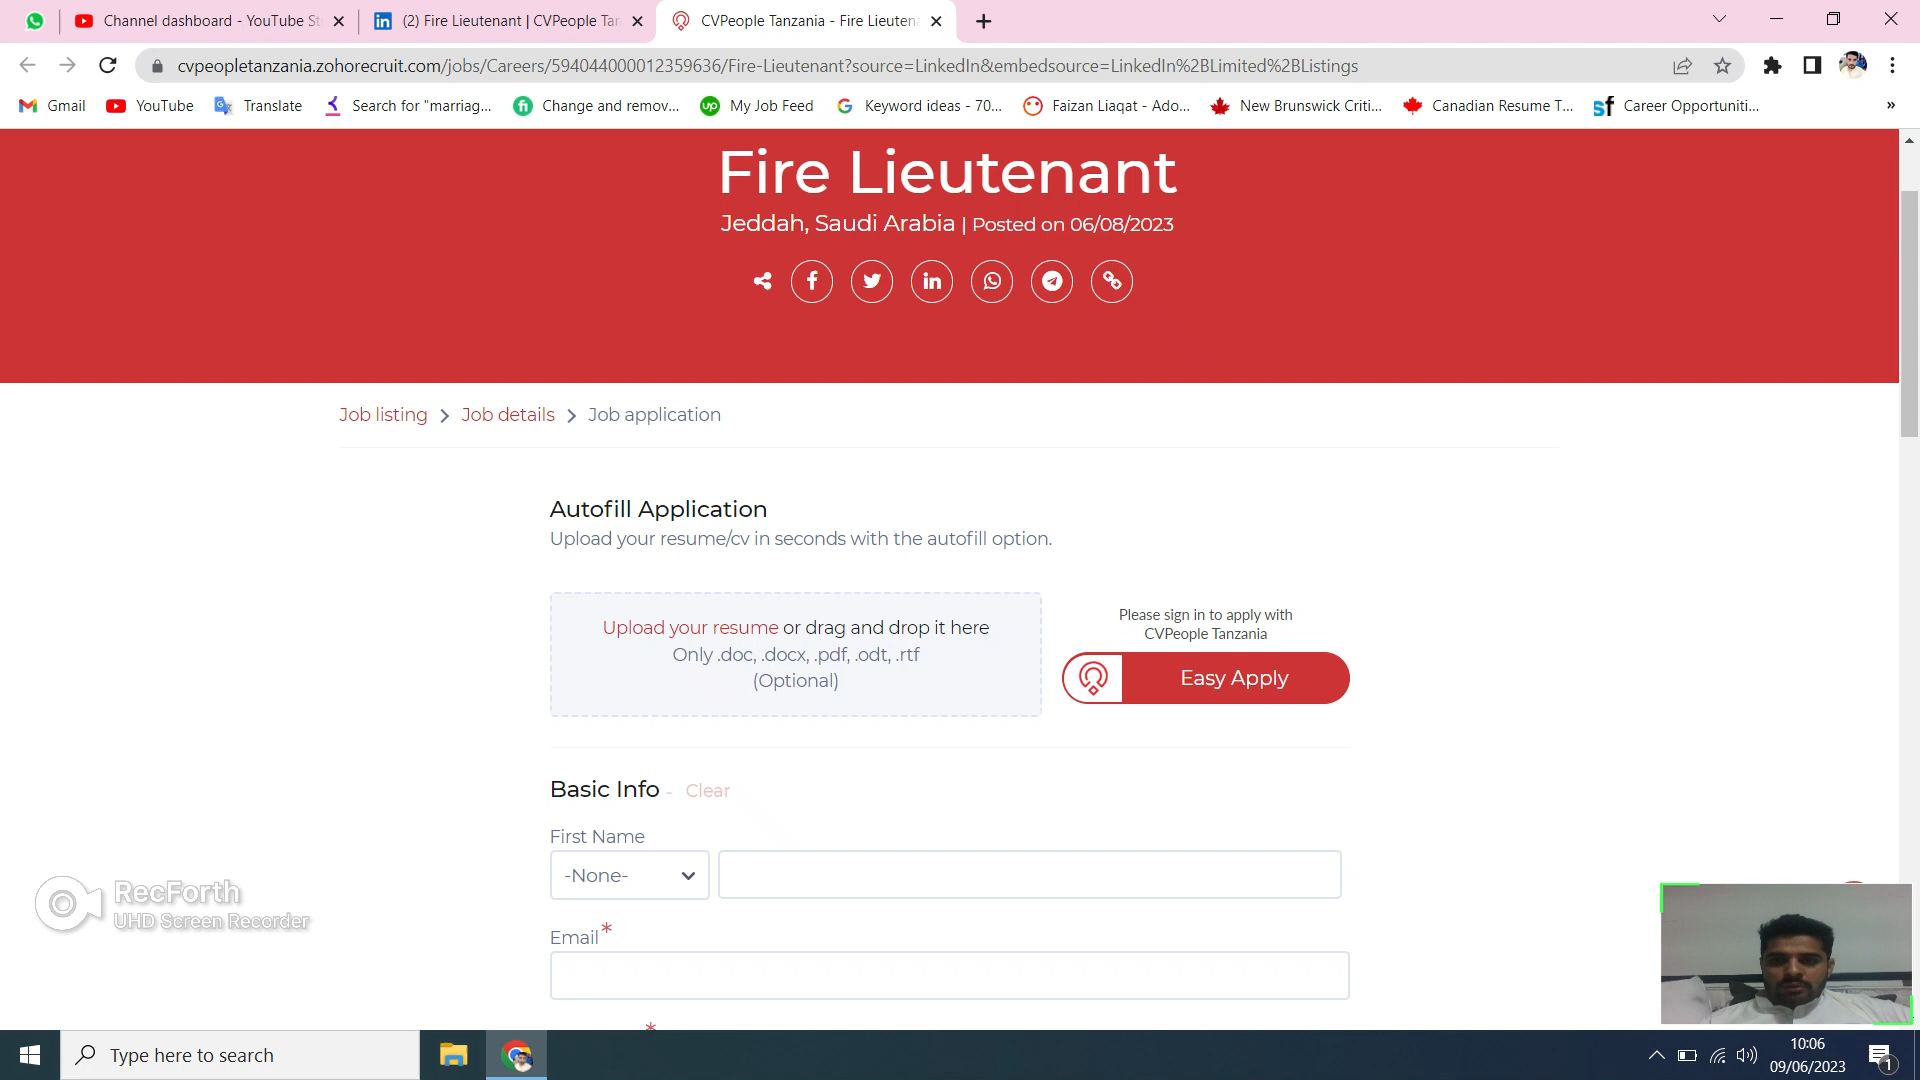 Channel dashboard - YouTube St
(2) Fire Lieutenant | CVPeople Tan
CVPeople Tanzania - Fire Lieutena
cvpeopletanzania.zohorecruit.com/jobs/Careers/594044000012359636/Fire-Lieutenant?source=LinkedIn&embedsource=LinkedIn%2BLimited%2BListings
Gmail
YouTube
Translate
Search for "marriag...
Change and remov...
My Job Feed
Keyword ideas - 70...
Faizan Liaqat - Ado...
New Brunswick Criti...
Canadian Resume T...
Career Opportuniti...
»
Fire Lieutenant
Jeddah, Saudi Arabia | Posted on 06/08/2023
Job listing > Job details > Job application
Autofill Application
Upload your resume/cv in seconds with the autofill option.
Upload your resume or drag and drop it here
Only .doc, .docx, .pdf, .odt, .rtf
(Optional)
Please sign in to apply with
CVPeople Tanzania
Easy Apply
Basic Info - Clear
First Name
-None-
Email*
*
RecForth
UHD Screen Recorder
Type here to search
10:06
09/06/2023
1